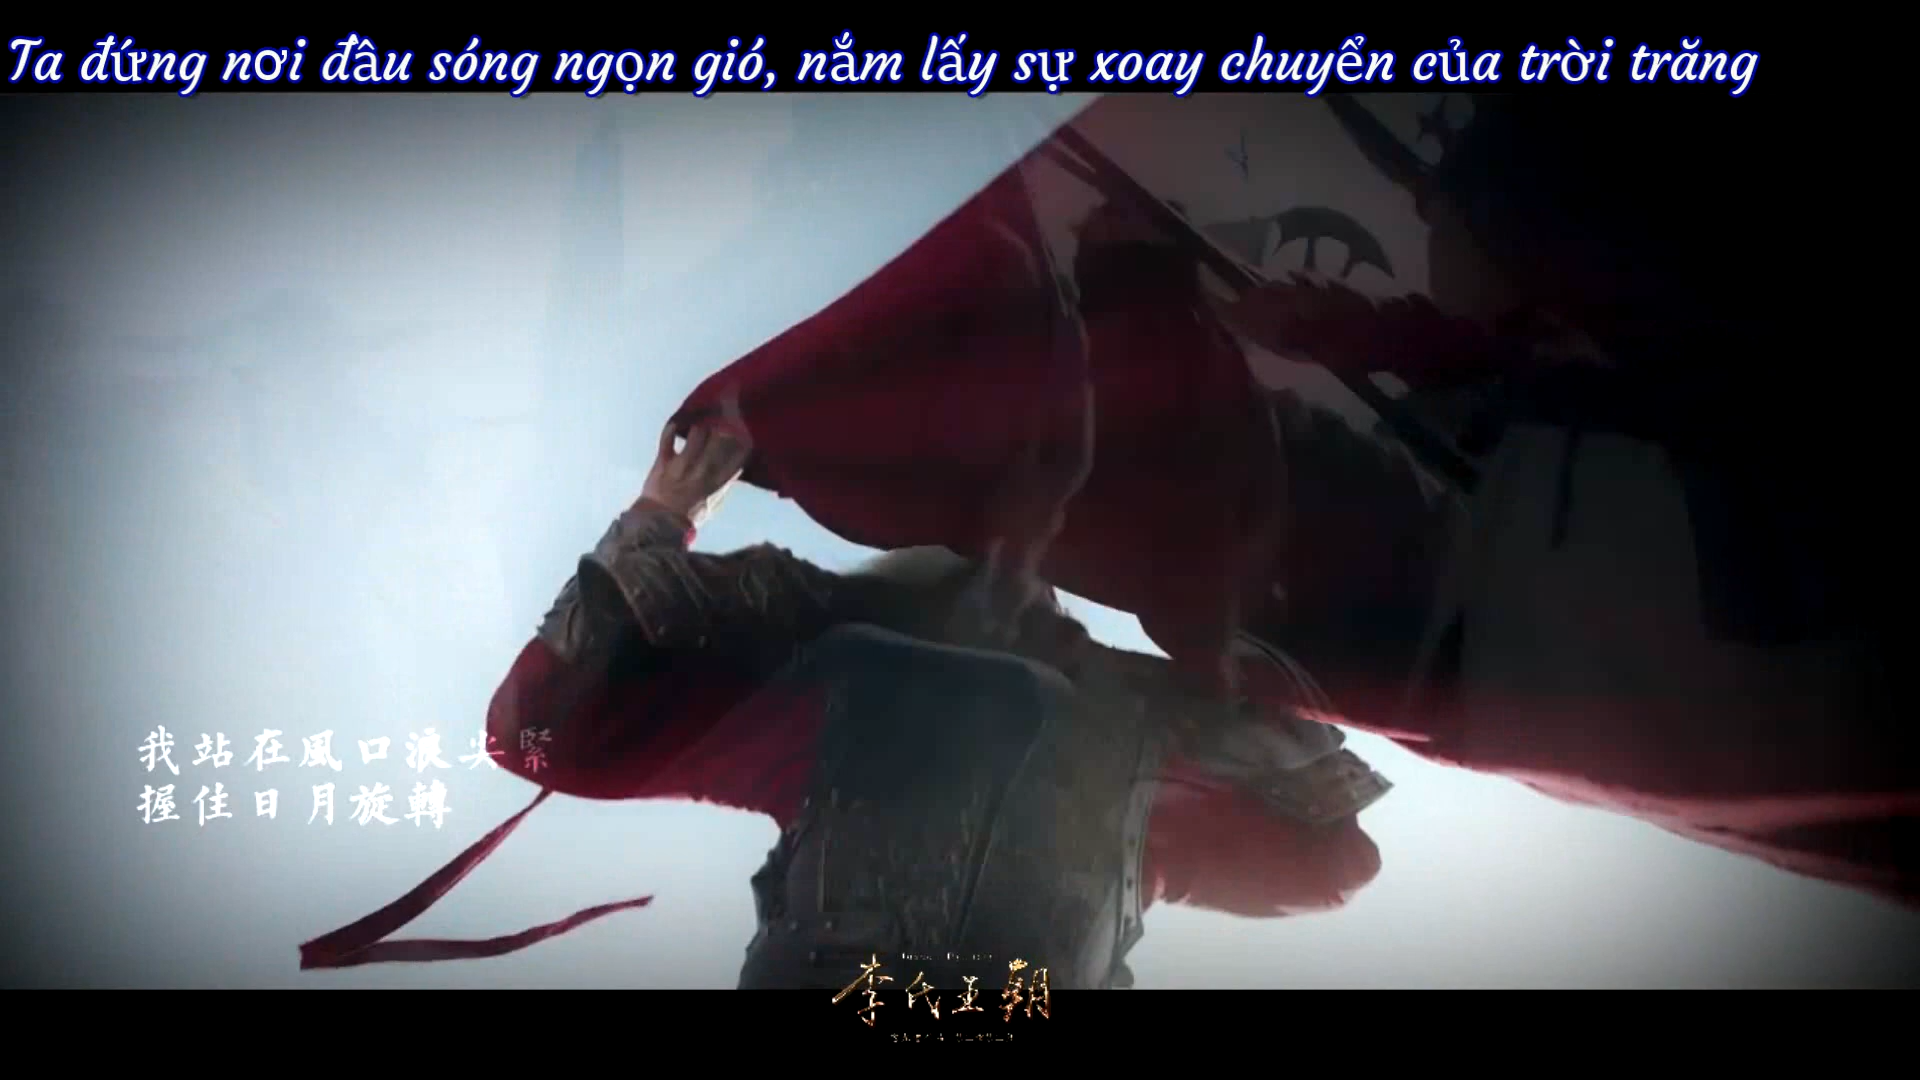 Ta đứng nơi đầu sóng ngọn gió, nắm lấy sự xoay chuyển của trời trăng
我站在風口浪尖緊
握住日月旋轉
李氏王朝